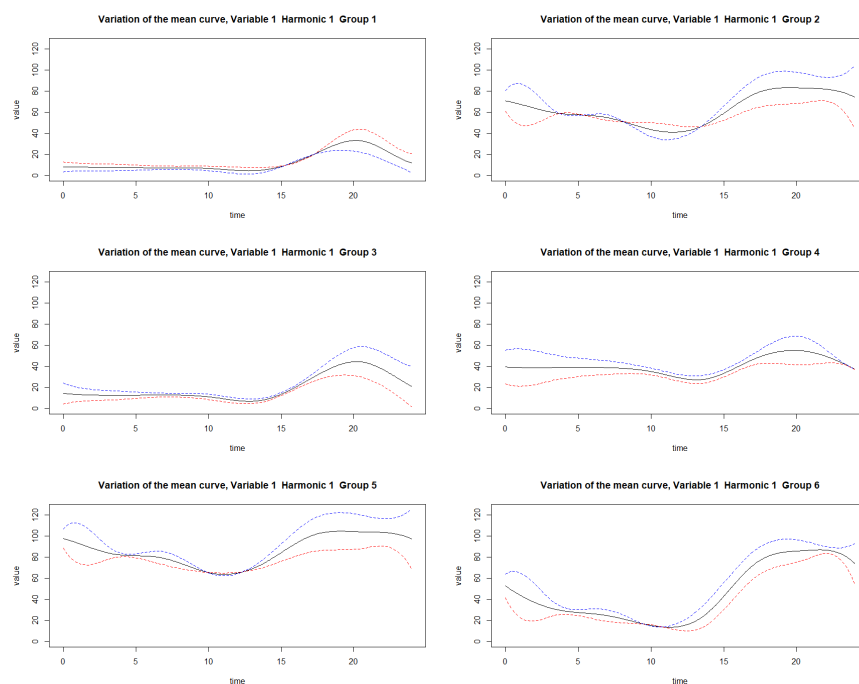 Variation of the mean curve, Variable 1 Harmonic 1 Group 1
value
0 20 40 60 80 100 120
0 5 10 15 20
time
Variation of the mean curve, Variable 1 Harmonic 1 Group 2
value
0 20 40 60 80 100 120
0 5 10 15 20
time
Variation of the mean curve, Variable 1 Harmonic 1 Group 3
value
0 20 40 60 80 100 120
0 5 10 15 20
time
Variation of the mean curve, Variable 1 Harmonic 1 Group 4
value
0 20 40 60 80 100 120
0 5 10 15 20
time
Variation of the mean curve, Variable 1 Harmonic 1 Group 5
value
0 20 40 60 80 100 120
0 5 10 15 20
time
Variation of the mean curve, Variable 1 Harmonic 1 Group 6
value
0 20 40 60 80 100 120
0 5 10 15 20
time